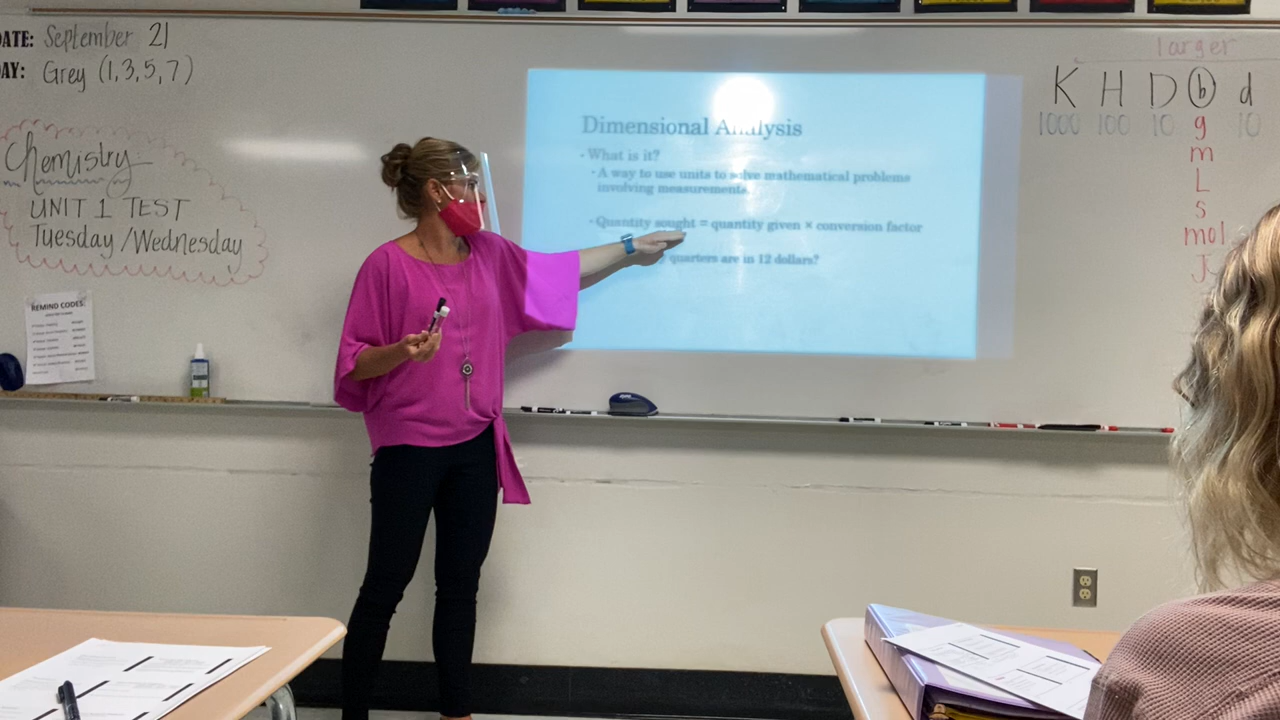 DATE: September 21
DAY: Grey (1,3,5,7)
Chemistry
UNIT 1 TEST
Tuesday/Wednesday
REMIND CODES
Dimensional Analysis
- What is it?
- A way to use units to solve mathematical problems
involving measurements.
- Quantity sought = quantity given × conversion factor
quarters are in 12 dollars?
larger
K H D b d
1000 100 10 g 10
m
L
s
mol
J